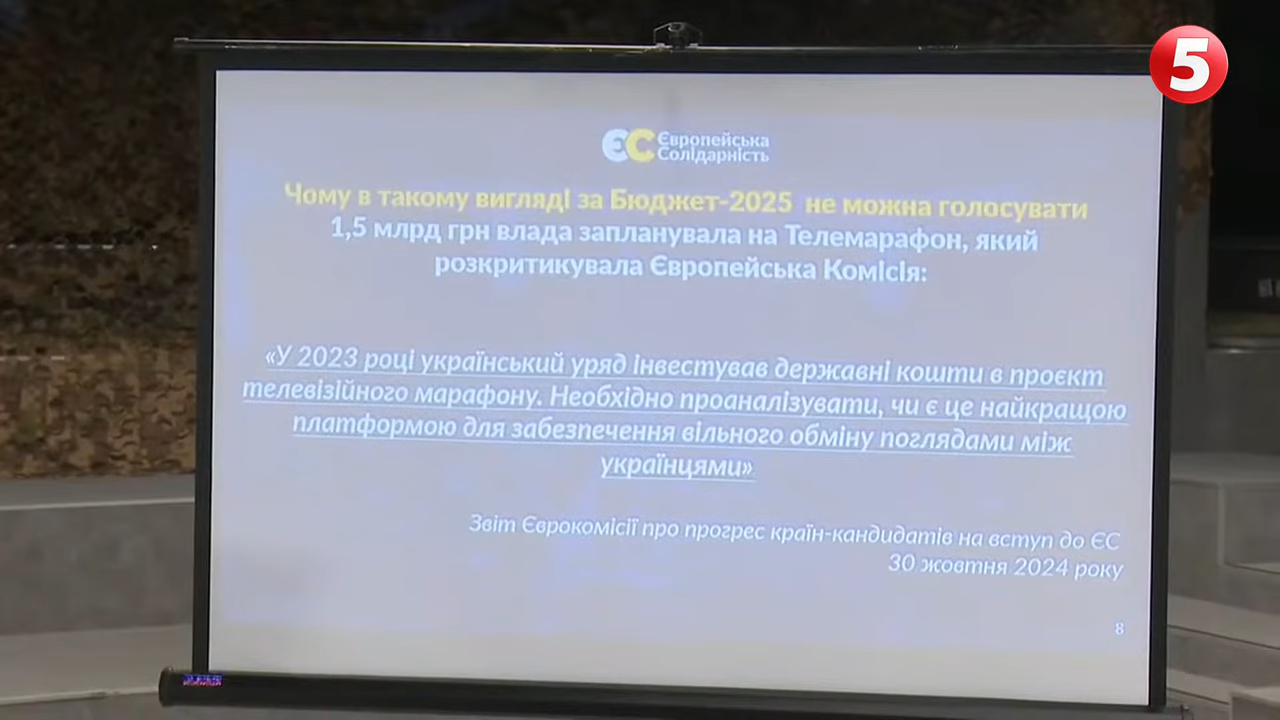 5
ЄС Європейська
Солідарність
Чому в такому вигляді за Бюджет-2025 не можна голосувати
1,5 млрд грн влада запланувала на Телемарафон, який
розкритикувала Європейська Комісія:
«У 2023 році український уряд інвестував державні кошти в проєкт
телевізійного марафону. Необхідно проаналізувати, чи є це найкращою
платформою для забезпечення вільного обміну поглядами між
українцями»
Звіт Єврокомісії про прогрес країн-кандидатів на вступ до ЄС
30 жовтня 2024 року
8